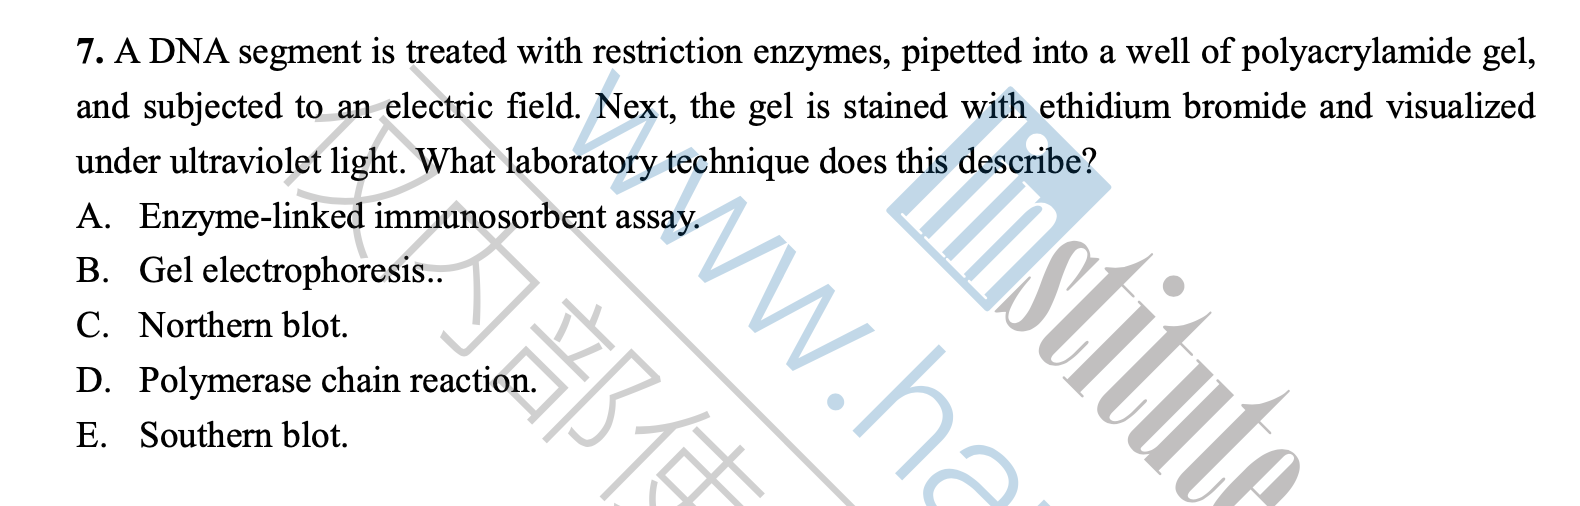 7. A DNA segment is treated with restriction enzymes, pipetted into a well of polyacrylamide gel,
and subjected to an electric field. Next, the gel is stained with ethidium bromide and visualized
under ultraviolet light. What laboratory technique does this describe?
A. Enzyme-linked immunosorbent assay.
B. Gel electrophoresis..
C. Northern blot.
D. Polymerase chain reaction.
E. Southern blot.
仅内部使
www.ha
institute